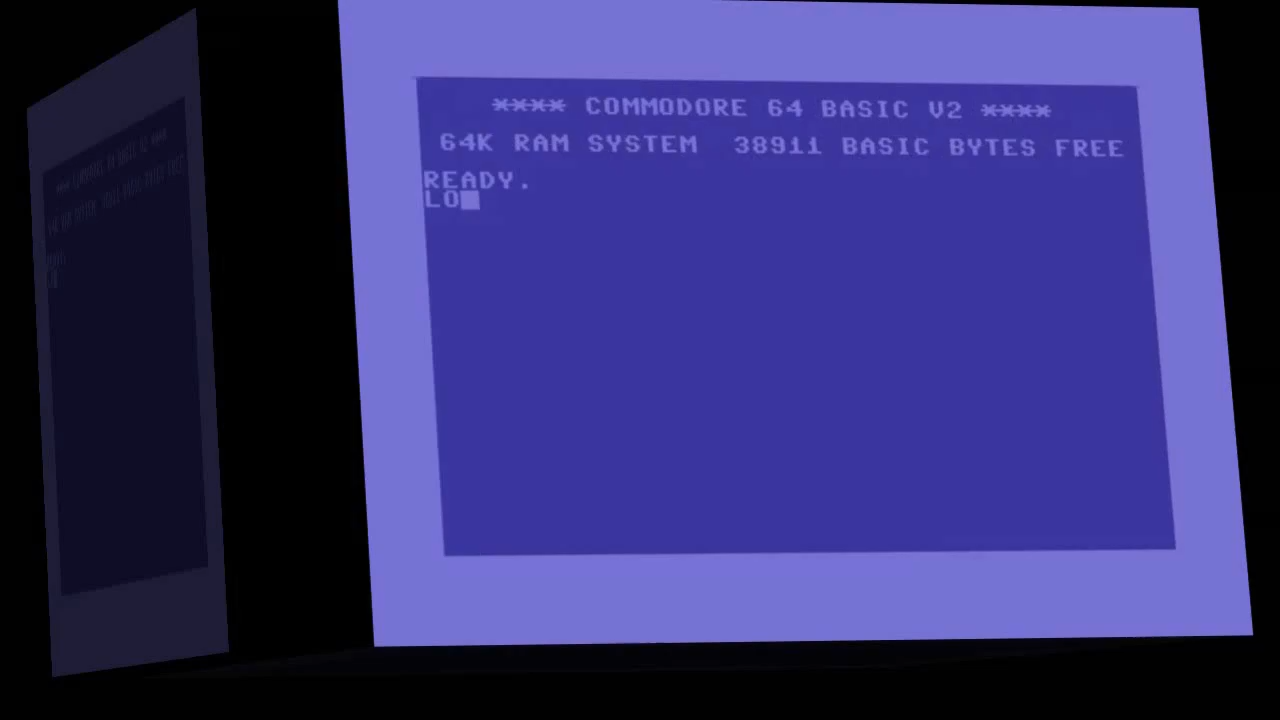 **** COMMODORE 64 BASIC V2 ****
64K RAM SYSTEM  38911 BASIC BYTES FREE
READY.
LO